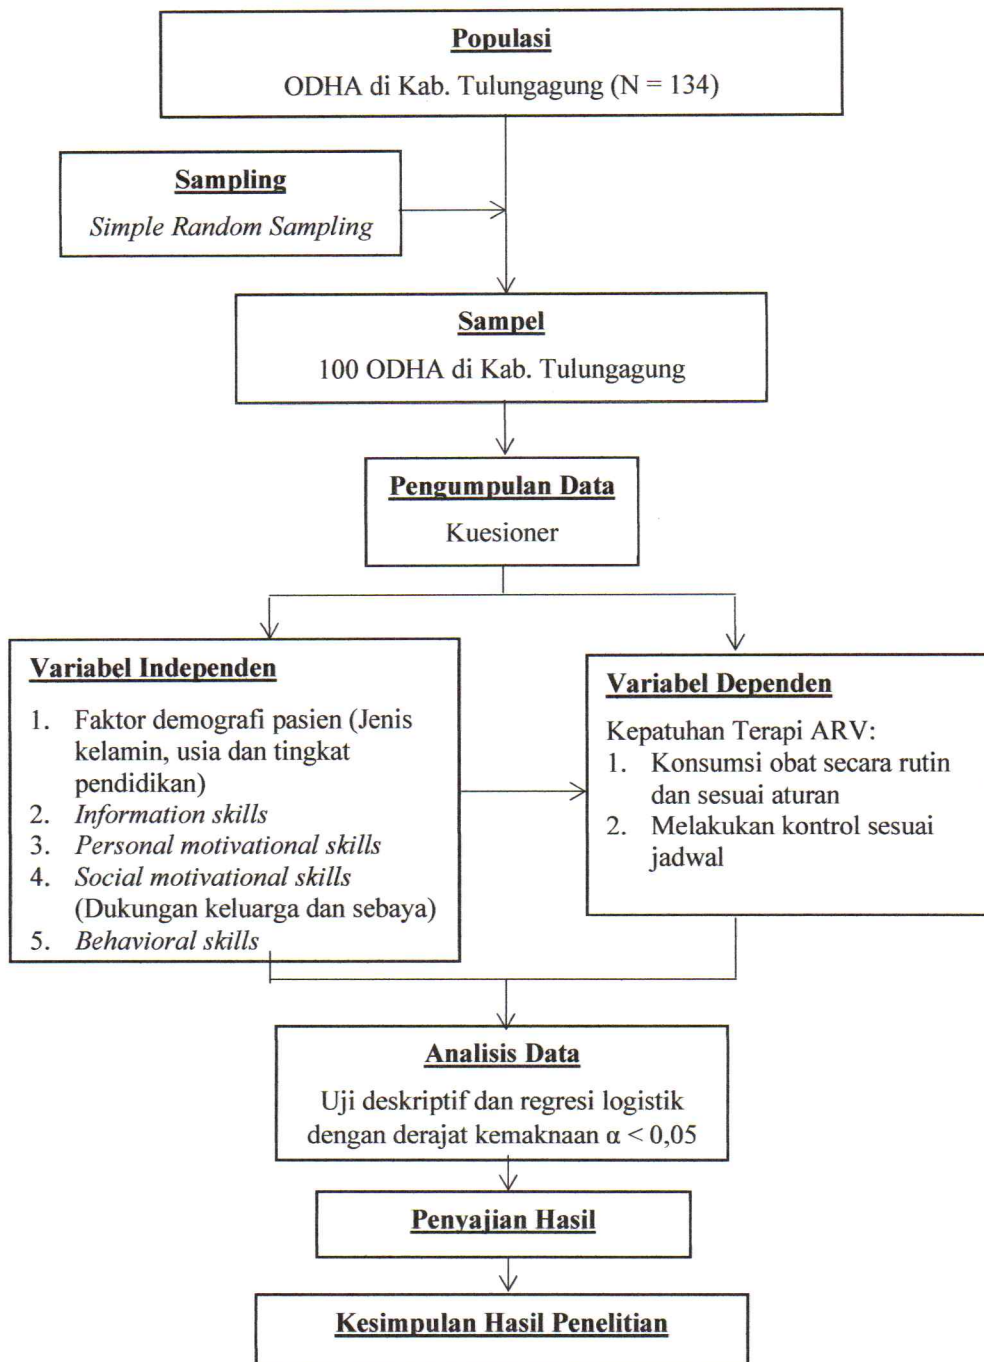 Populasi
ODHA di Kab. Tulungagung (N = 134)
Sampling
Simple Random Sampling
Sampel
100 ODHA di Kab. Tulungagung
Pengumpulan Data
Kuesioner
Variabel Independen
1. Faktor demografi pasien (Jenis
kelamin, usia dan tingkat
pendidikan)
2. Information skills
3. Personal motivational skills
4. Social motivational skills
(Dukungan keluarga dan sebaya)
5. Behavioral skills
Variabel Dependen
Kepatuhan Terapi ARV:
1. Konsumsi obat secara rutin
dan sesuai aturan
2. Melakukan kontrol sesuai
jadwal
Analisis Data
Uji deskriptif dan regresi logistik
dengan derajat kemaknaan α < 0,05
Penyajian Hasil
Kesimpulan Hasil Penelitian